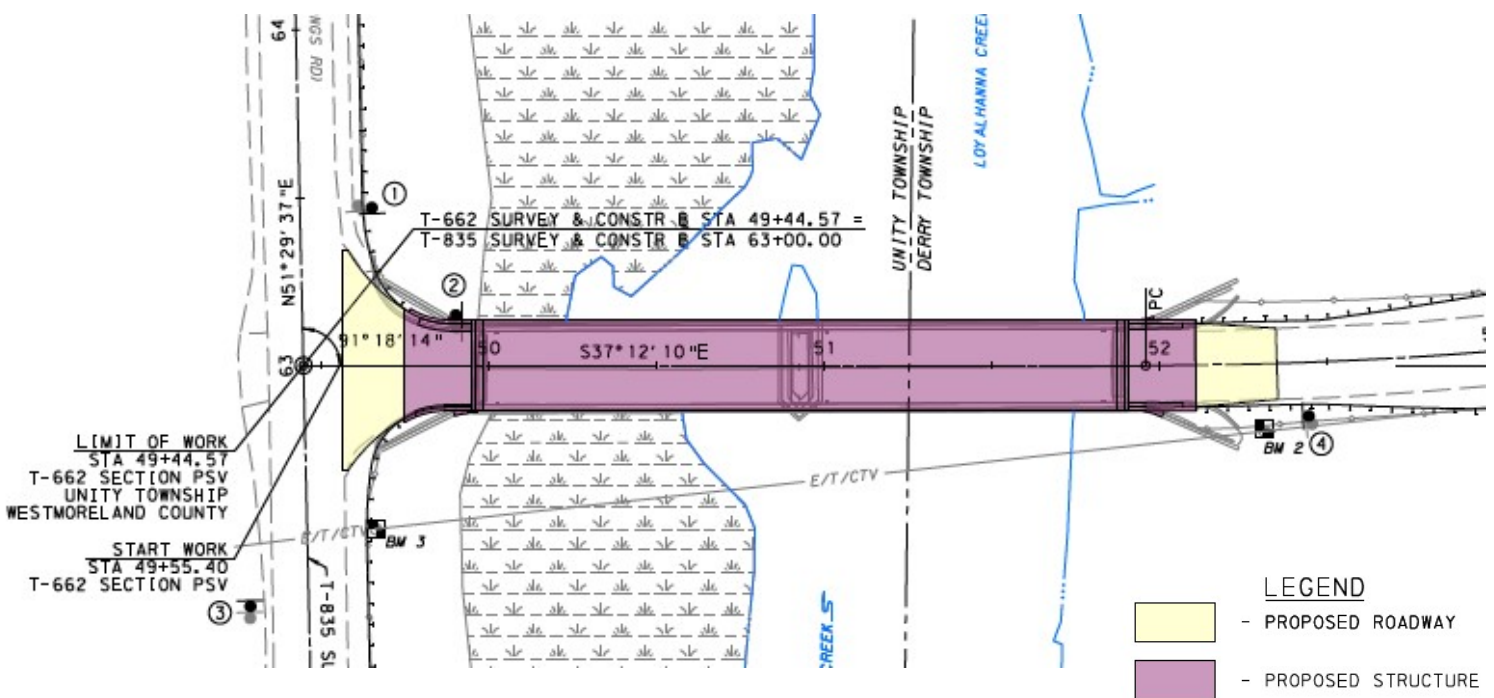 64
NGS RD)
N51°29'37"E
①
T-662 SURVEY & CONSTR B STA 49+44.57 =
T-835 SURVEY & CONSTR B STA 63+00.00
LOYALHANNA CREEK
UNITY TOWNSHIP
DERRY TOWNSHIP
②
PC
91°18'14"
50
S37°12'10"E
51
52
63
LIMIT OF WORK
STA 49+44.57
T-662 SECTION PSV
UNITY TOWNSHIP
WESTMORELAND COUNTY
E/T/CTV
BM 2
④
E/T/CTV
BM 3
START WORK
STA 49+55.40
T-662 SECTION PSV
③
T-835
CREEK
LEGEND
- PROPOSED ROADWAY
- PROPOSED STRUCTURE